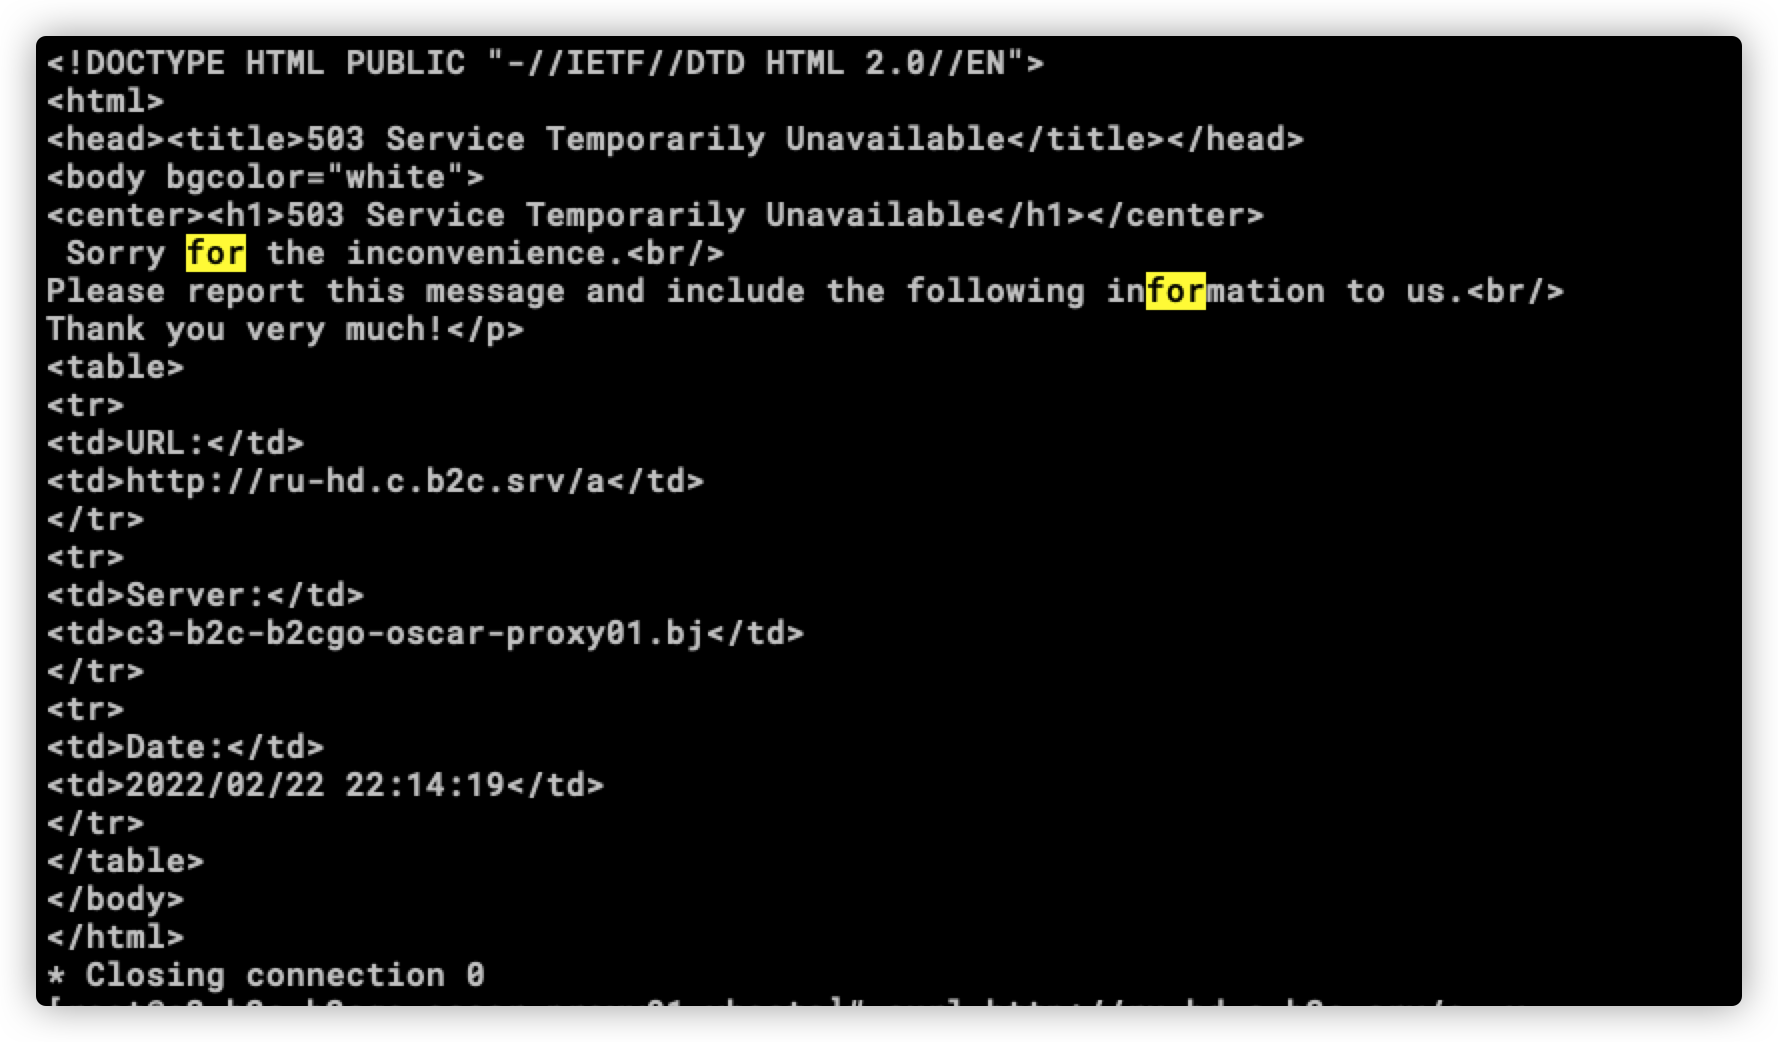 <!DOCTYPE HTML PUBLIC "-//IETF//DTD HTML 2.0//EN">
<html>
<head><title>503 Service Temporarily Unavailable</title></head>
<body bgcolor="white">
<center><h1>503 Service Temporarily Unavailable</h1></center>
 Sorry for the inconvenience.<br/>
Please report this message and include the following information to us.<br/>
Thank you very much!</p>
<table>
<tr>
<td>URL:</td>
<td>http://ru-hd.c.b2c.srv/a</td>
</tr>
<tr>
<td>Server:</td>
<td>c3-b2c-b2cgo-oscar-proxy01.bj</td>
</tr>
<tr>
<td>Date:</td>
<td>2022/02/22 22:14:19</td>
</tr>
</table>
</body>
</html>
* Closing connection 0